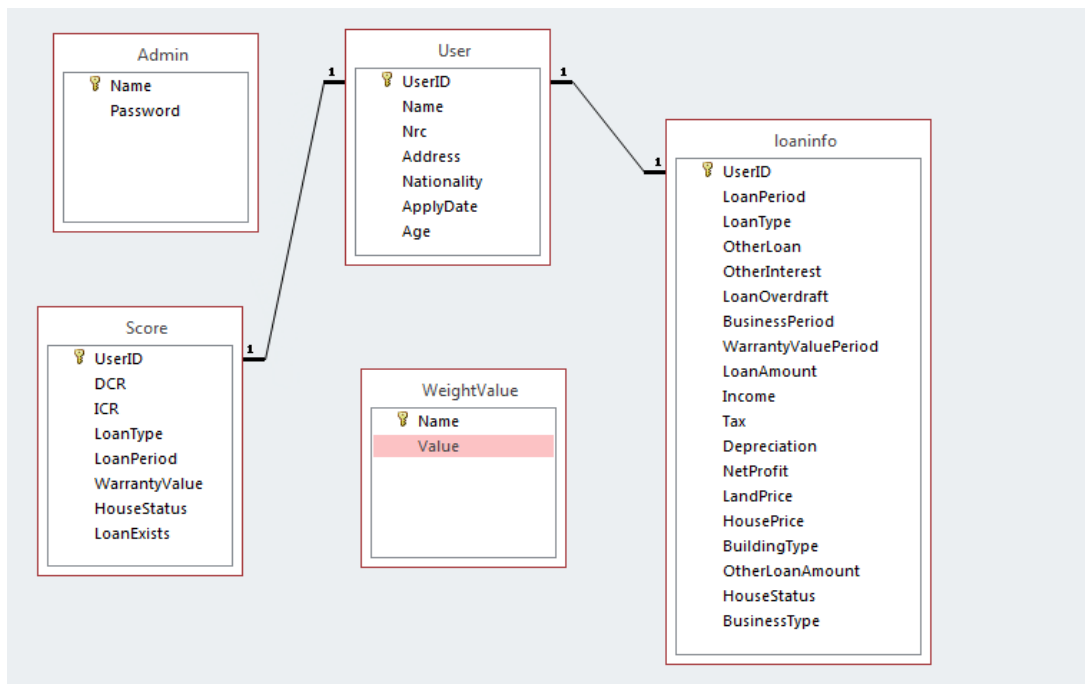 Admin
Name
Password
User
UserID
Name
Nrc
Address
Nationality
ApplyDate
Age
1
1
1
1
loaninfo
UserID
LoanPeriod
LoanType
OtherLoan
OtherInterest
LoanOverdraft
BusinessPeriod
WarrantyValuePeriod
LoanAmount
Income
Tax
Depreciation
NetProfit
LandPrice
HousePrice
BuildingType
OtherLoanAmount
HouseStatus
BusinessType
Score
UserID
DCR
ICR
LoanType
LoanPeriod
WarrantyValue
HouseStatus
LoanExists
WeightValue
Name
Value